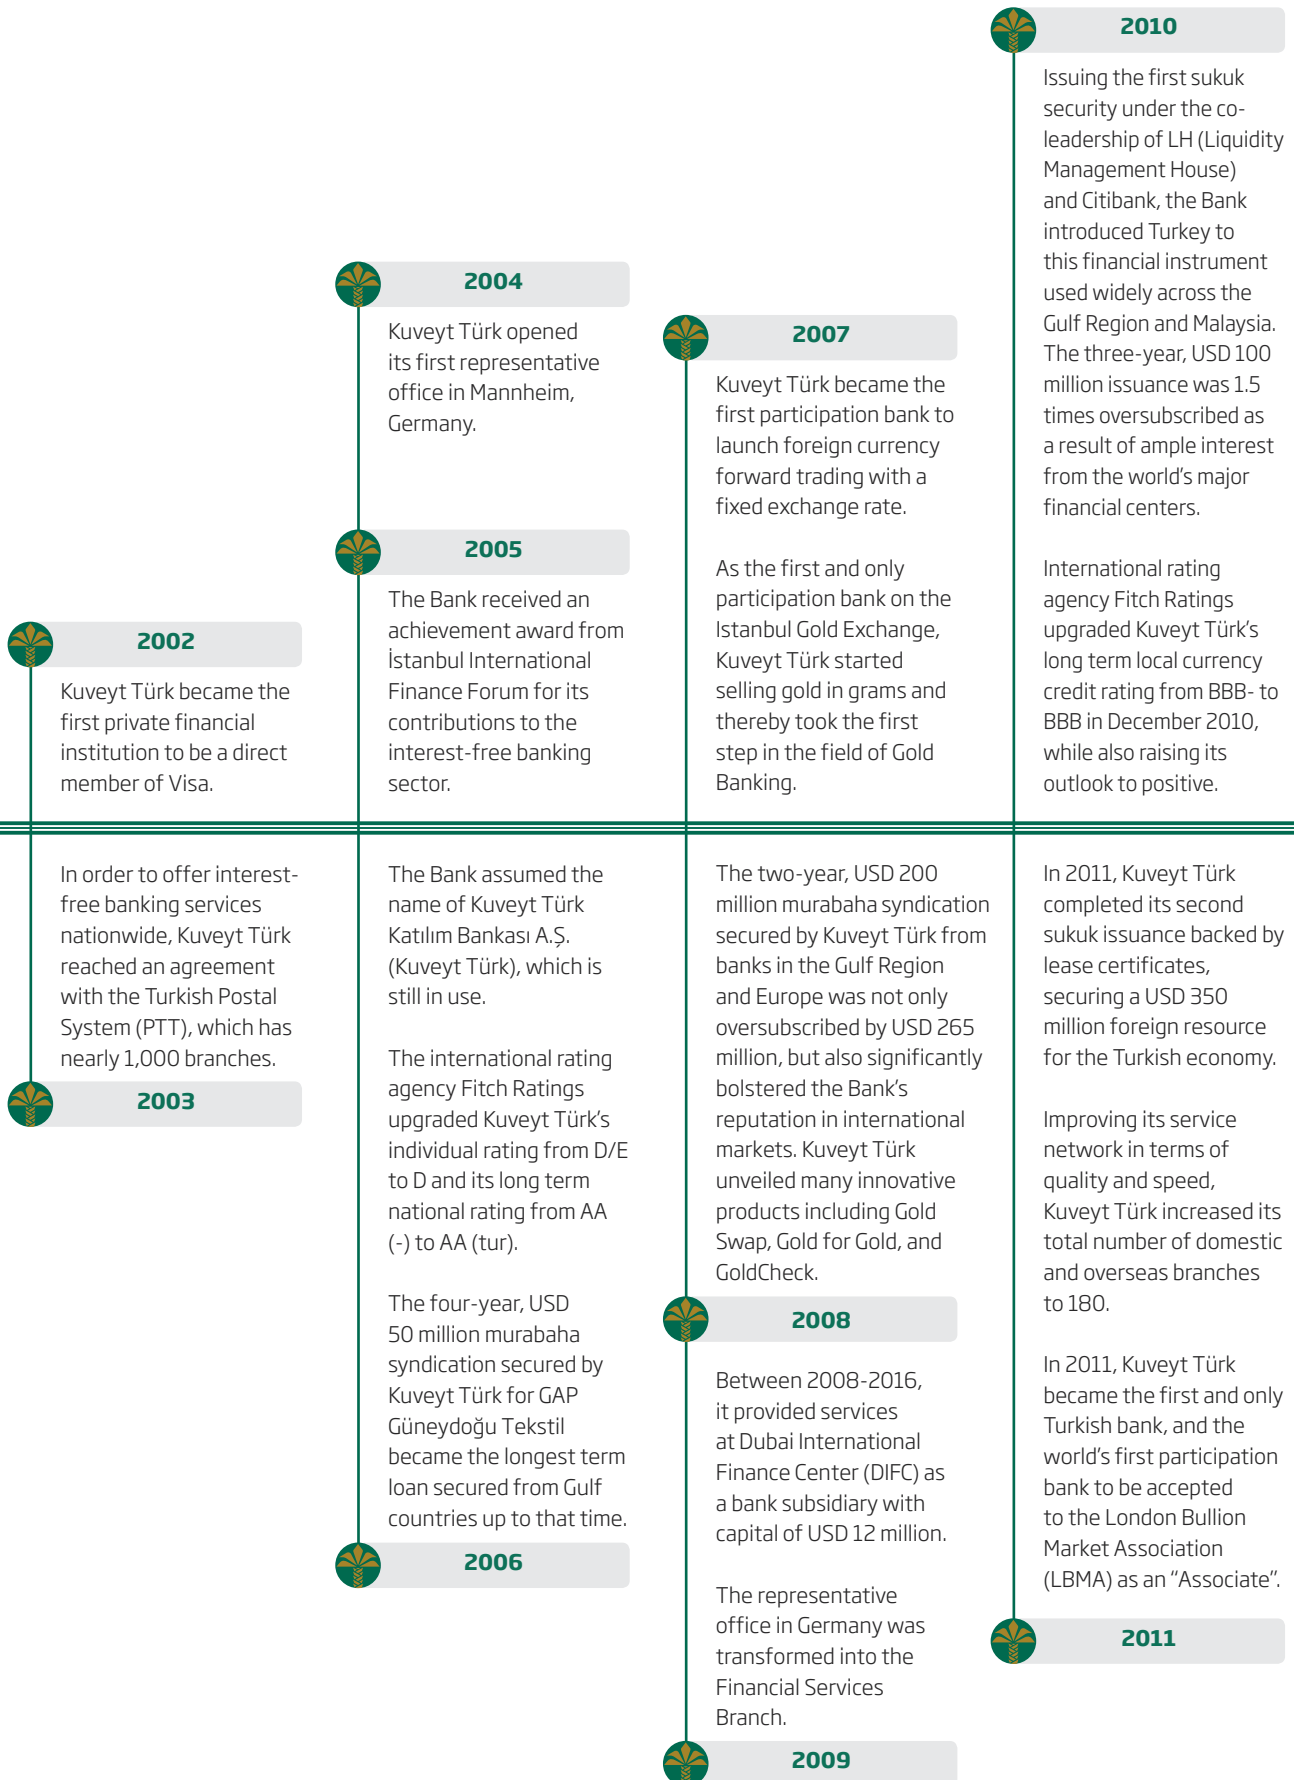 2002
Kuveyt Türk became the
first private financial
institution to be a direct
member of Visa.
In order to offer interest-
free banking services
nationwide, Kuveyt Türk
reached an agreement
with the Turkish Postal
System (PTT), which has
nearly 1,000 branches.
2003
2004
Kuveyt Türk opened
its first representative
office in Mannheim,
Germany.
2005
The Bank received an
achievement award from
İstanbul International
Finance Forum for its
contributions to the
interest-free banking
sector.
The Bank assumed the
name of Kuveyt Türk
Katılım Bankası A.Ş.
(Kuveyt Türk), which is
still in use.
The international rating
agency Fitch Ratings
upgraded Kuveyt Türk's
individual rating from D/E
to D and its long term
national rating from AA
(-) to AA (tur).
The four-year, USD
50 million murabaha
syndication secured by
Kuveyt Türk for GAP
Güneydoğu Tekstil
became the longest term
loan secured from Gulf
countries up to that time.
2006
2007
Kuveyt Türk became the
first participation bank to
launch foreign currency
forward trading with a
fixed exchange rate.
As the first and only
participation bank on the
Istanbul Gold Exchange,
Kuveyt Türk started
selling gold in grams and
thereby took the first
step in the field of Gold
Banking.
The two-year, USD 200
million murabaha syndication
secured by Kuveyt Türk from
banks in the Gulf Region
and Europe was not only
oversubscribed by USD 265
million, but also significantly
bolstered the Bank's
reputation in international
markets. Kuveyt Türk
unveiled many innovative
products including Gold
Swap, Gold for Gold, and
GoldCheck.
2008
Between 2008-2016,
it provided services
at Dubai International
Finance Center (DIFC) as
a bank subsidiary with
capital of USD 12 million.
The representative
office in Germany was
transformed into the
Financial Services
Branch.
2009
2010
Issuing the first sukuk
security under the co-
leadership of LH (Liquidity
Management House)
and Citibank, the Bank
introduced Turkey to
this financial instrument
used widely across the
Gulf Region and Malaysia.
The three-year, USD 100
million issuance was 1.5
times oversubscribed as
a result of ample interest
from the world's major
financial centers.
International rating
agency Fitch Ratings
upgraded Kuveyt Türk's
long term local currency
credit rating from BBB- to
BBB in December 2010,
while also raising its
outlook to positive.
In 2011, Kuveyt Türk
completed its second
sukuk issuance backed by
lease certificates,
securing a USD 350
million foreign resource
for the Turkish economy.
Improving its service
network in terms of
quality and speed,
Kuveyt Türk increased its
total number of domestic
and overseas branches
to 180.
In 2011, Kuveyt Türk
became the first and only
Turkish bank, and the
world's first participation
bank to be accepted
to the London Bullion
Market Association
(LBMA) as an “Associate”.
2011